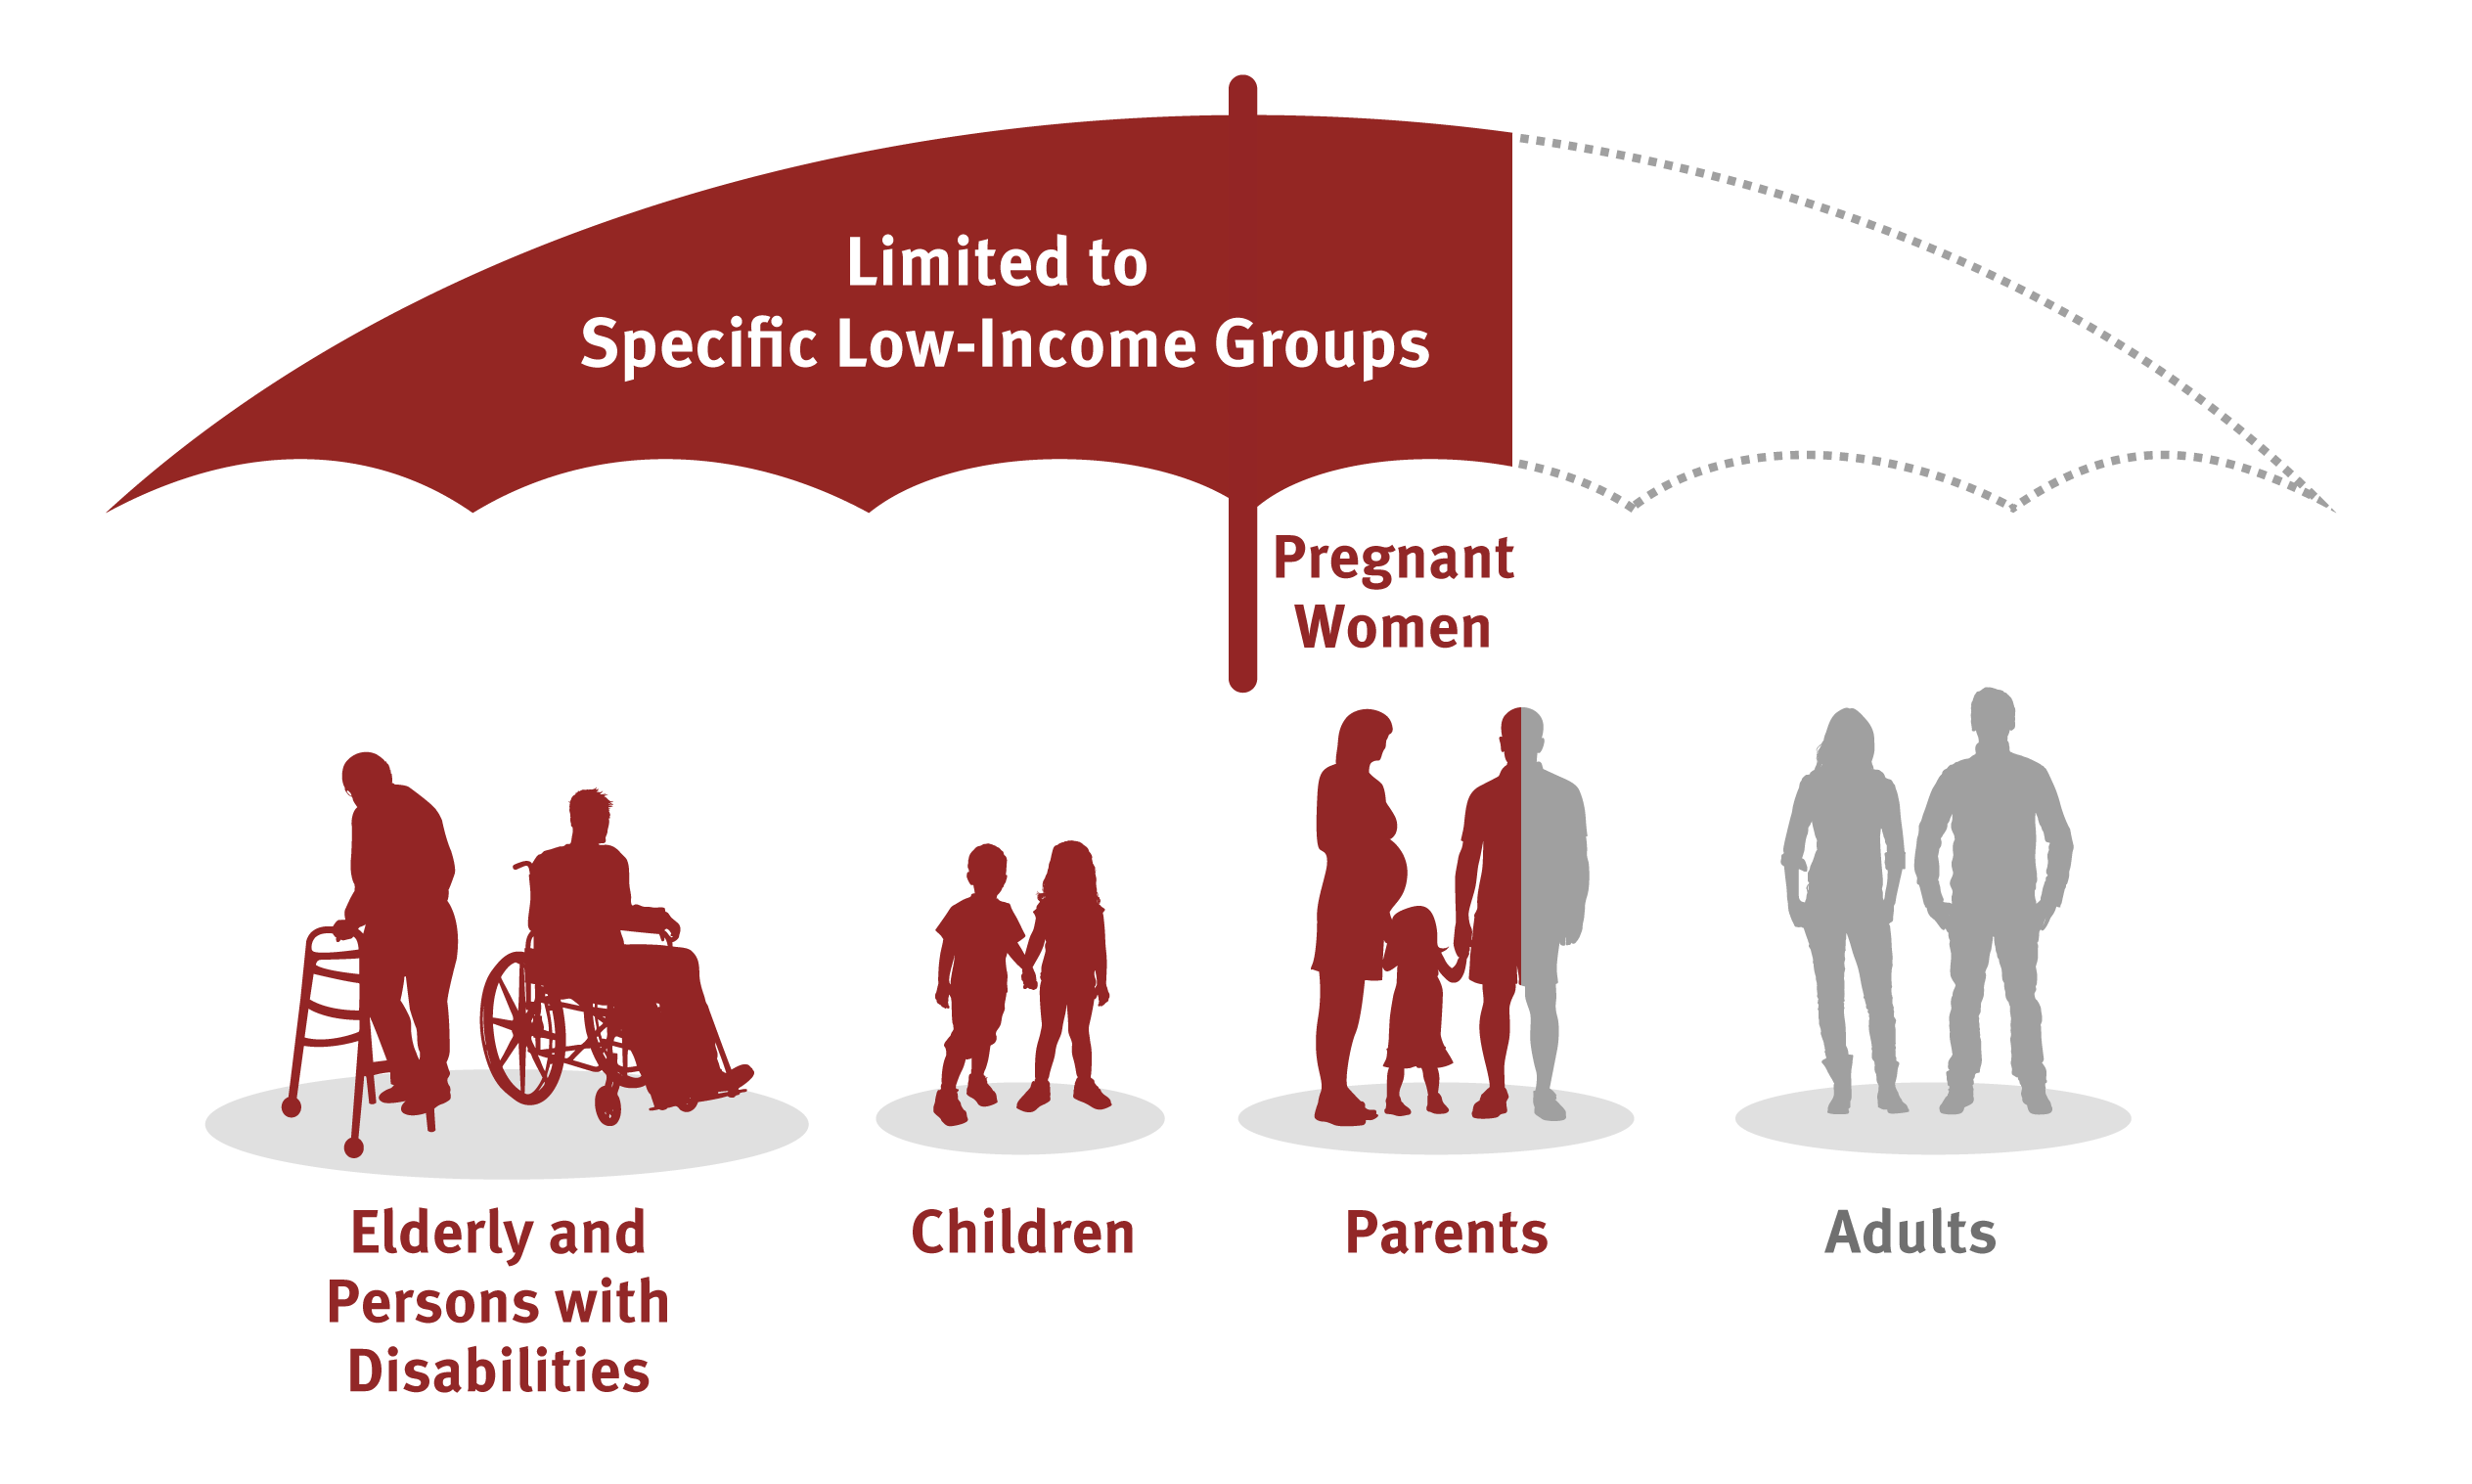 Limited to
Specific Low-Income Groups
Pregnant
Women
Elderly and
Persons with
Disabilities
Children
Parents
Adults